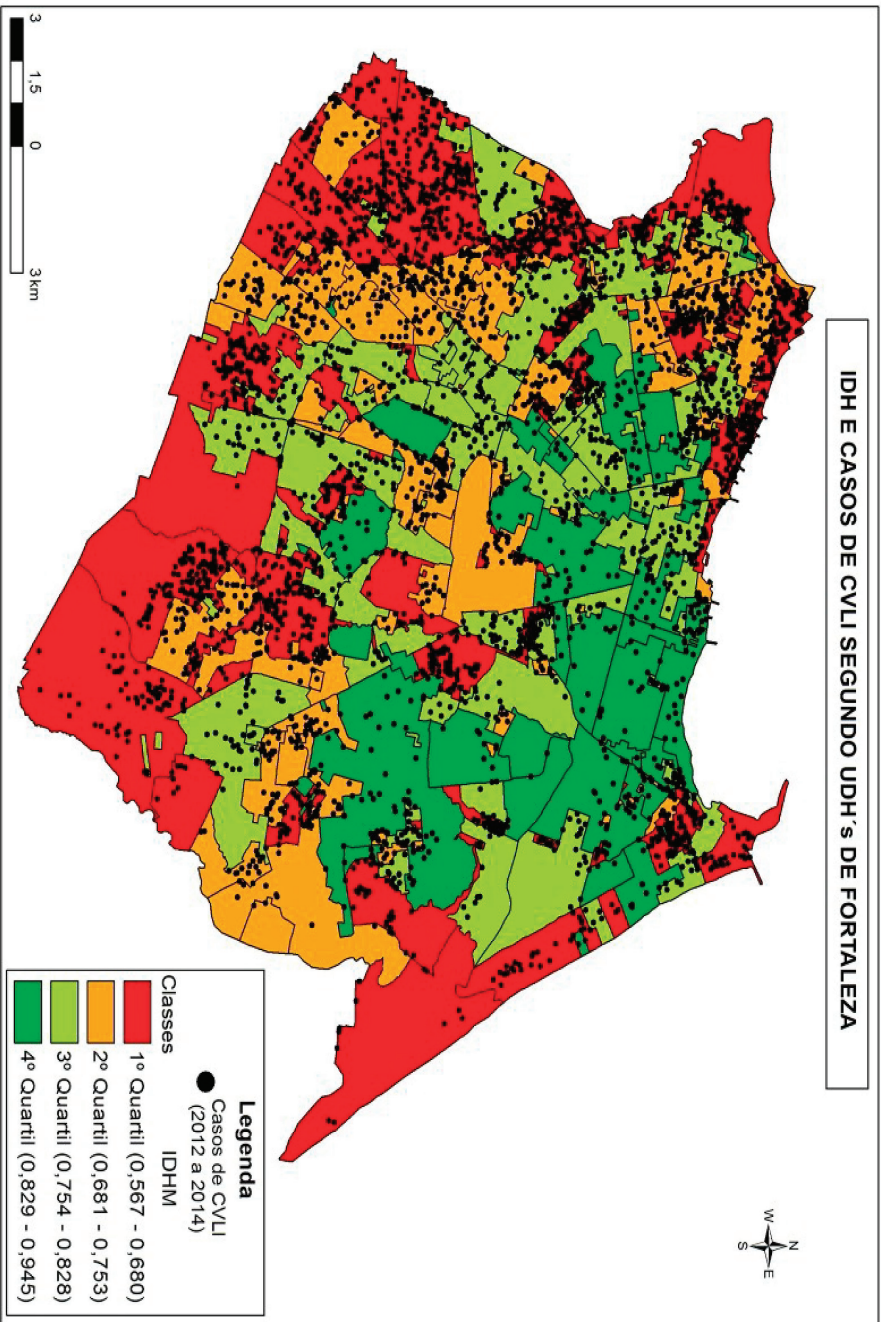 IDH E CASOS DE CVLI SEGUNDO UDH´s DE FORTALEZA
N
W
E
S
Legenda
Casos de CVLI
(2012 a 2014)
IDHM
Classes
1º Quartil (0,567 - 0,680)
2º Quartil (0,681 - 0,753)
3º Quartil (0,754 - 0,828)
4º Quartil (0,829 - 0,945)
3 1,5 0 3 km